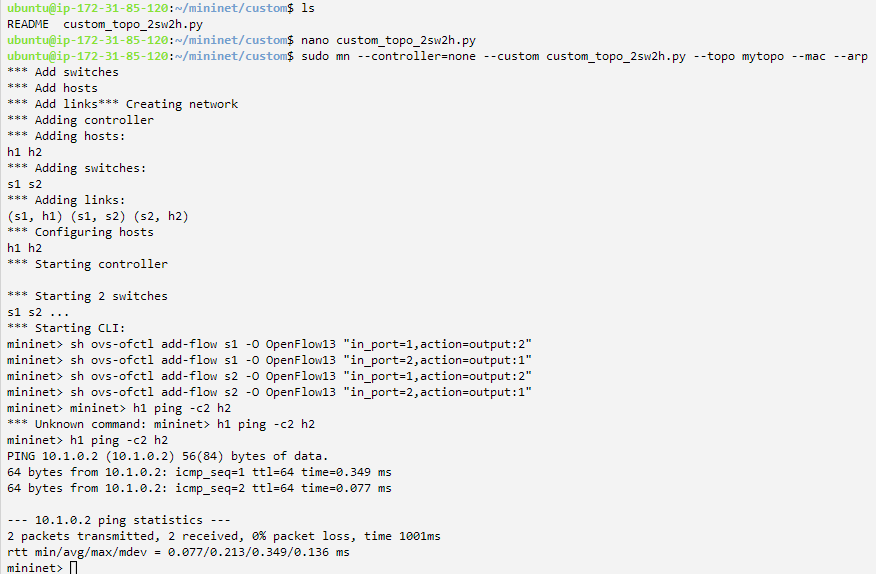 ubuntu@ip-172-31-85-120:~/mininet/custom$ ls
README  custom_topo_2sw2h.py
ubuntu@ip-172-31-85-120:~/mininet/custom$ nano custom_topo_2sw2h.py
ubuntu@ip-172-31-85-120:~/mininet/custom$ sudo mn --controller=none --custom custom_topo_2sw2h.py --topo mytopo --mac --arp
*** Add switches
*** Add hosts
*** Add links*** Creating network
*** Adding controller
*** Adding hosts:
h1 h2
*** Adding switches:
s1 s2
*** Adding links:
(s1, h1) (s1, s2) (s2, h2)
*** Configuring hosts
h1 h2
*** Starting controller

*** Starting 2 switches
s1 s2 ...
*** Starting CLI:
mininet> sh ovs-ofctl add-flow s1 -O OpenFlow13 "in_port=1,action=output:2"
mininet> sh ovs-ofctl add-flow s1 -O OpenFlow13 "in_port=2,action=output:1"
mininet> sh ovs-ofctl add-flow s2 -O OpenFlow13 "in_port=1,action=output:2"
mininet> sh ovs-ofctl add-flow s2 -O OpenFlow13 "in_port=2,action=output:1"
mininet> mininet> h1 ping -c2 h2
*** Unknown command: mininet> h1 ping -c2 h2
mininet> h1 ping -c2 h2
PING 10.1.0.2 (10.1.0.2) 56(84) bytes of data.
64 bytes from 10.1.0.2: icmp_seq=1 ttl=64 time=0.349 ms
64 bytes from 10.1.0.2: icmp_seq=2 ttl=64 time=0.077 ms

--- 10.1.0.2 ping statistics ---
2 packets transmitted, 2 received, 0% packet loss, time 1001ms
rtt min/avg/max/mdev = 0.077/0.213/0.349/0.136 ms
mininet>